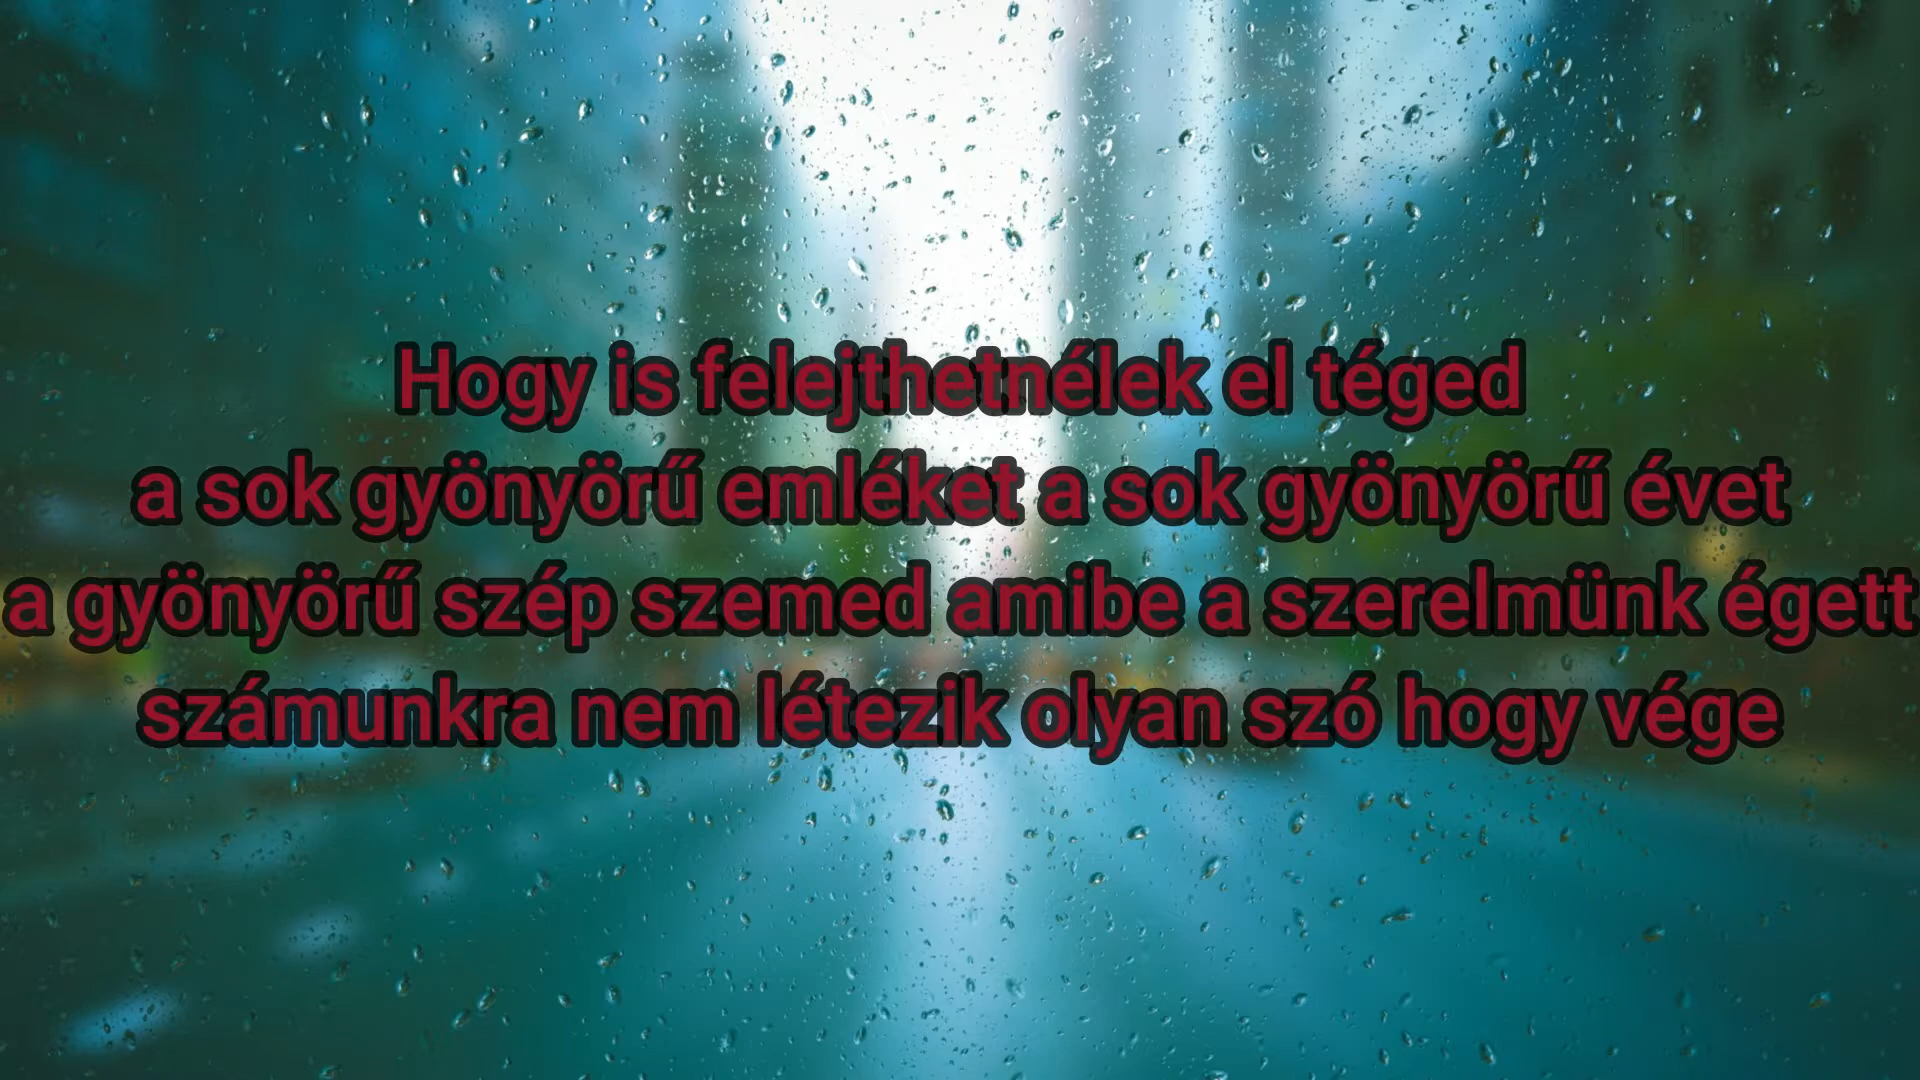 Hogy is felejthetnélek el téged
a sok gyönyörű emléket a sok gyönyörű évet
a gyönyörű szép szemed amibe a szerelmünk égett
számunkra nem létezik olyan szó hogy vége